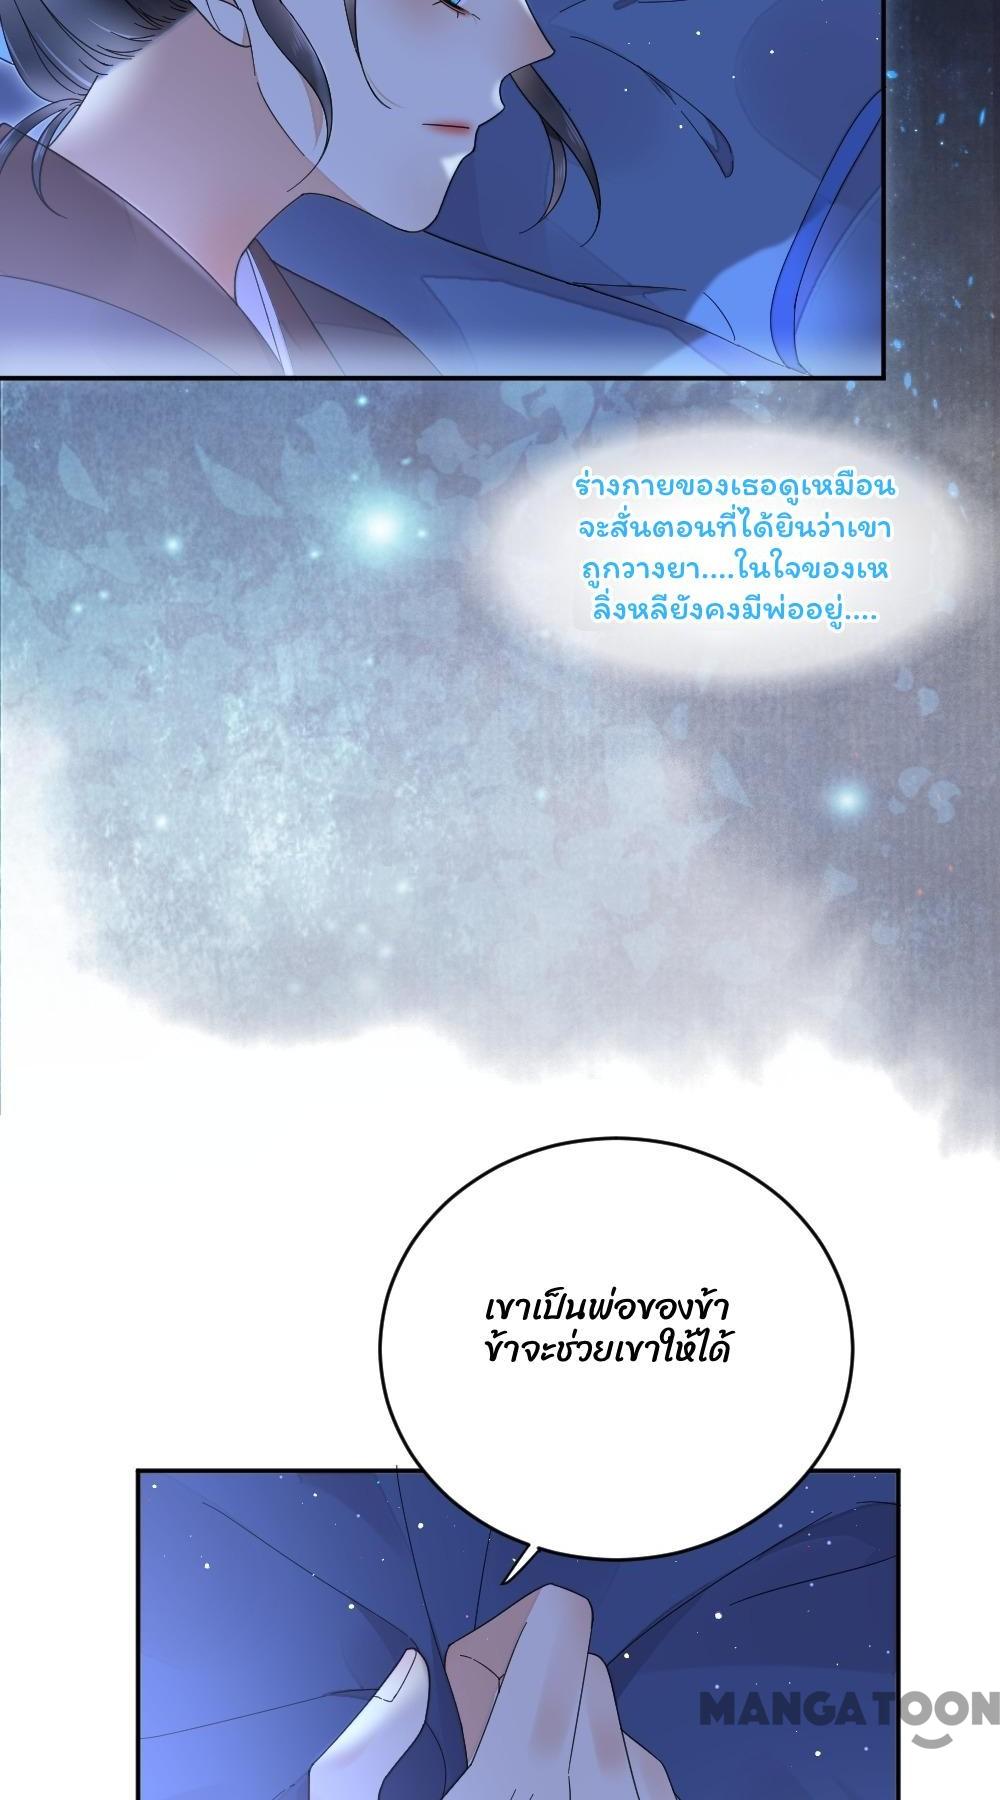 ร่างกายของเธอดูเหมือน
จะสั่นตอนที่ได้ยินว่าเขา
ถูกวางยา....ในใจของเห
ลิ่งหลียังคงมีพ่ออยู่....
เขาเป็นพ่อของข้า
ข้าจะช่วยเขาให้ได้
MANGATOON